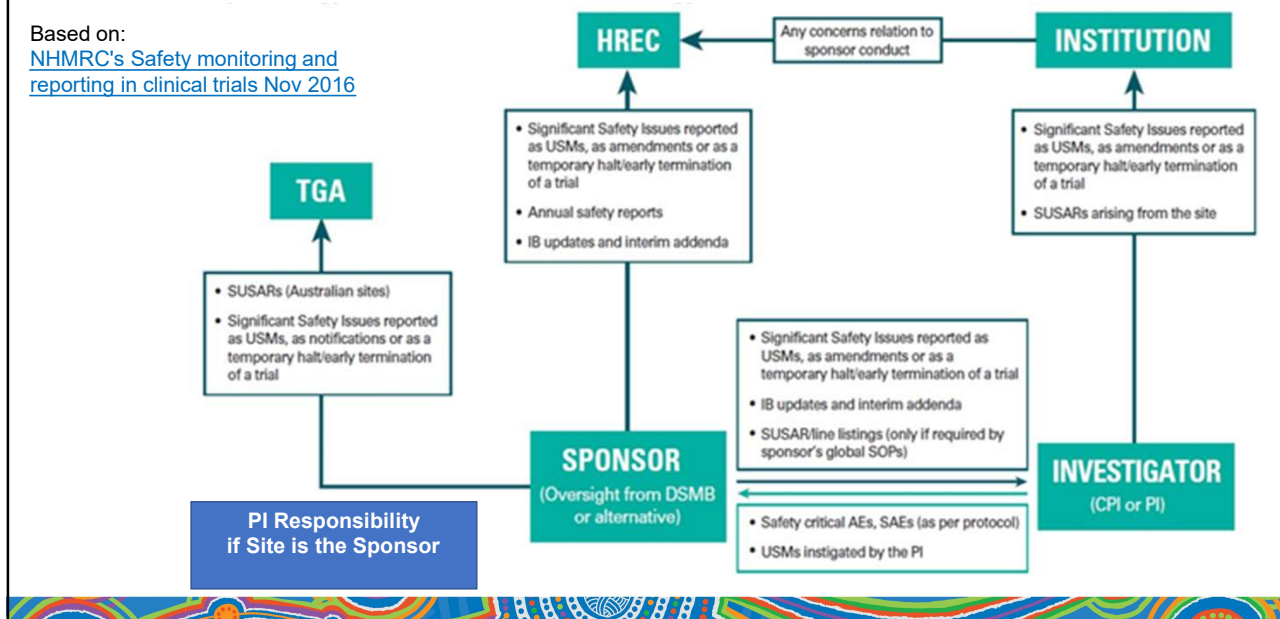 Based on:
NHMRC's Safety monitoring and
reporting in clinical trials Nov 2016
HREC
Any concerns relation to
sponsor conduct
INSTITUTION
• Significant Safety Issues reported
as USMs, as amendments or as a
temporary halt/early termination
of a trial
• Annual safety reports
• IB updates and interim addenda
• Significant Safety Issues reported
as USMs, as amendments or as a
temporary halt/early termination
of a trial
• SUSARs arising from the site
TGA
• SUSARs (Australian sites)
• Significant Safety Issues reported
as USMs, as notifications or as a
temporary halt/early termination
of a trial
• Significant Safety Issues reported as
USMs, as amendments or as a
temporary halt/early termination of a trial
• IB updates and interim addenda
• SUSAR/line listings (only if required by
sponsor's global SOPs)
SPONSOR
(Oversight from DSMB
or alternative)
INVESTIGATOR
(CPI or PI)
• Safety critical AEs, SAEs (as per protocol)
• USMs instigated by the PI
PI Responsibility
if Site is the Sponsor